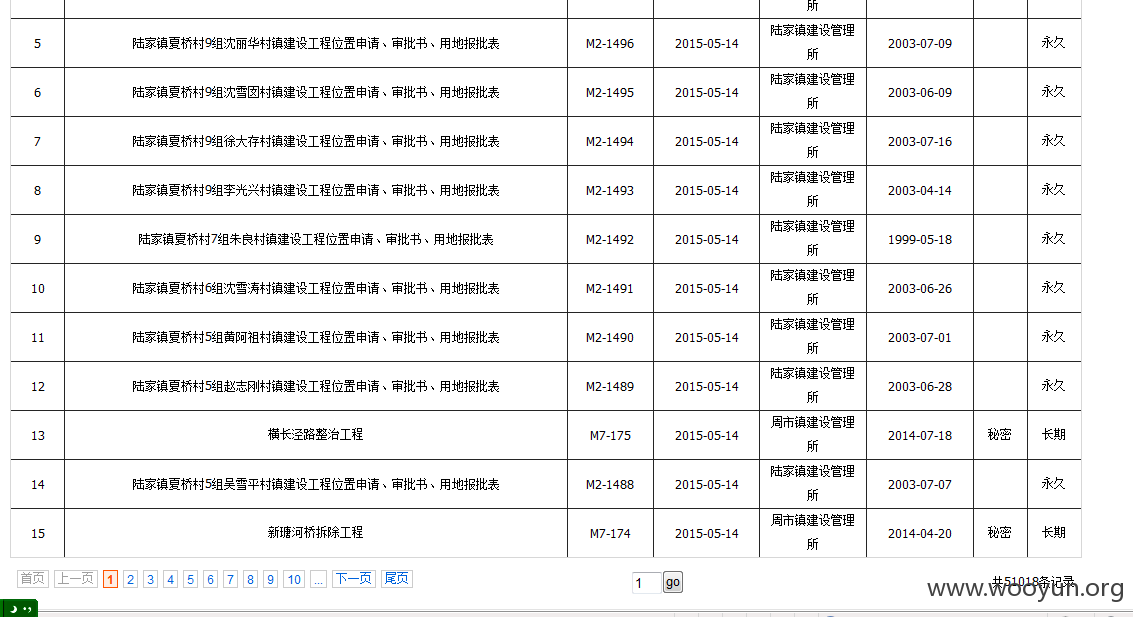 所
5 陆家镇夏桥村9组沈丽华村镇建设工程位置申请、审批书、用地报批表 M2-1496 2015-05-14 陆家镇建设管理所 2003-07-09 永久
6 陆家镇夏桥村9组沈雪囡村镇建设工程位置申请、审批书、用地报批表 M2-1495 2015-05-14 陆家镇建设管理所 2003-06-09 永久
7 陆家镇夏桥村9组徐大存村镇建设工程位置申请、审批书、用地报批表 M2-1494 2015-05-14 陆家镇建设管理所 2003-07-16 永久
8 陆家镇夏桥村9组李光兴村镇建设工程位置申请、审批书、用地报批表 M2-1493 2015-05-14 陆家镇建设管理所 2003-04-14 永久
9 陆家镇夏桥村7组朱良村镇建设工程位置申请、审批书、用地报批表 M2-1492 2015-05-14 陆家镇建设管理所 1999-05-18 永久
10 陆家镇夏桥村6组沈雪涛村镇建设工程位置申请、审批书、用地报批表 M2-1491 2015-05-14 陆家镇建设管理所 2003-06-26 永久
11 陆家镇夏桥村5组黄阿祖村镇建设工程位置申请、审批书、用地报批表 M2-1490 2015-05-14 陆家镇建设管理所 2003-07-01 永久
12 陆家镇夏桥村5组赵志刚村镇建设工程位置申请、审批书、用地报批表 M2-1489 2015-05-14 陆家镇建设管理所 2003-06-28 永久
13 横长泾路整治工程 M7-175 2015-05-14 周市镇建设管理所 2014-07-18 秘密 长期
14 陆家镇夏桥村5组吴雪平村镇建设工程位置申请、审批书、用地报批表 M2-1488 2015-05-14 陆家镇建设管理所 2003-07-07 永久
15 新塘河桥拆除工程 M7-174 2015-05-14 周市镇建设管理所 2014-04-20 秘密 长期
首页 上一页 1 2 3 4 5 6 7 8 9 10 ... 下一页 尾页 1 go 共51018条记录
www.wooyun.org